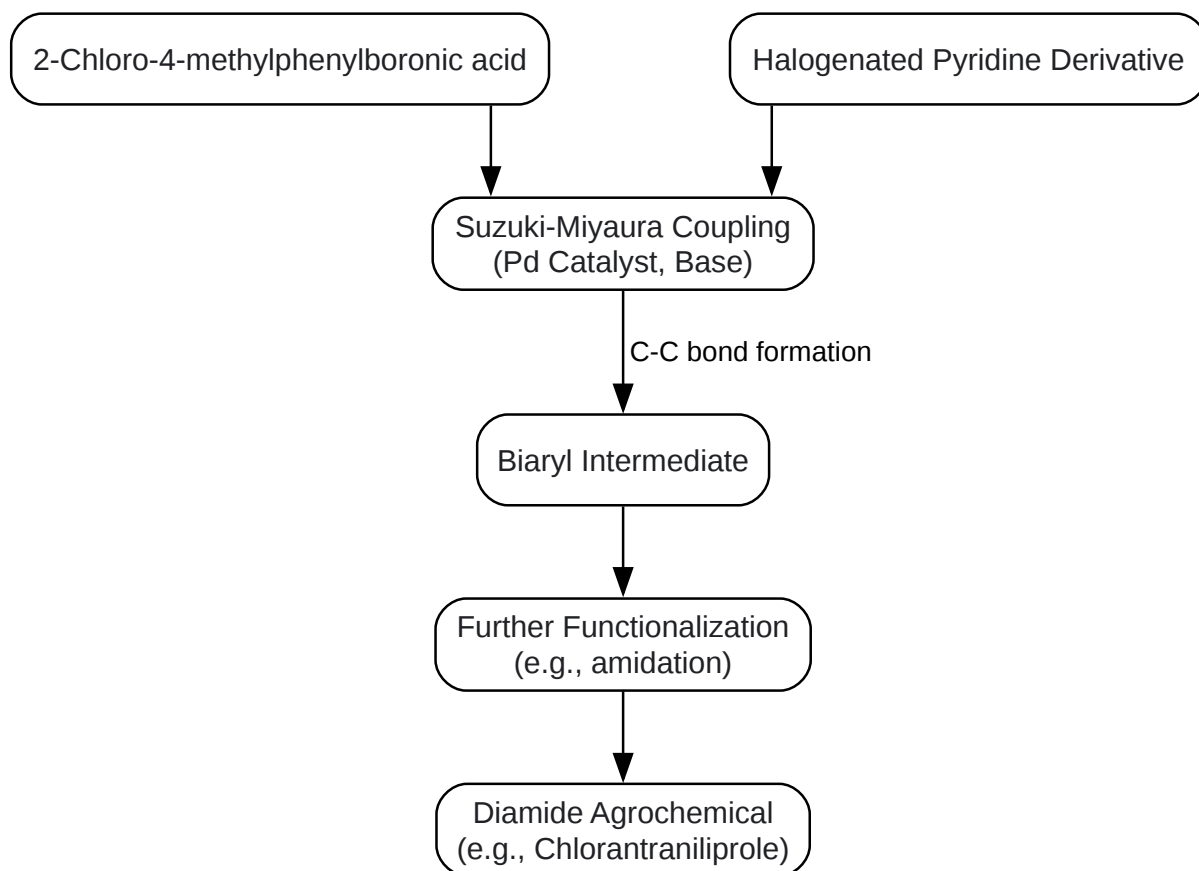 2-Chloro-4-methylphenylboronic acid
Halogenated Pyridine Derivative
Suzuki-Miyaura Coupling
(Pd Catalyst, Base)
C-C bond formation
Biaryl Intermediate
Further Functionalization
(e.g., amidation)
Diamide Agrochemical
(e.g., Chlorantraniliprole)